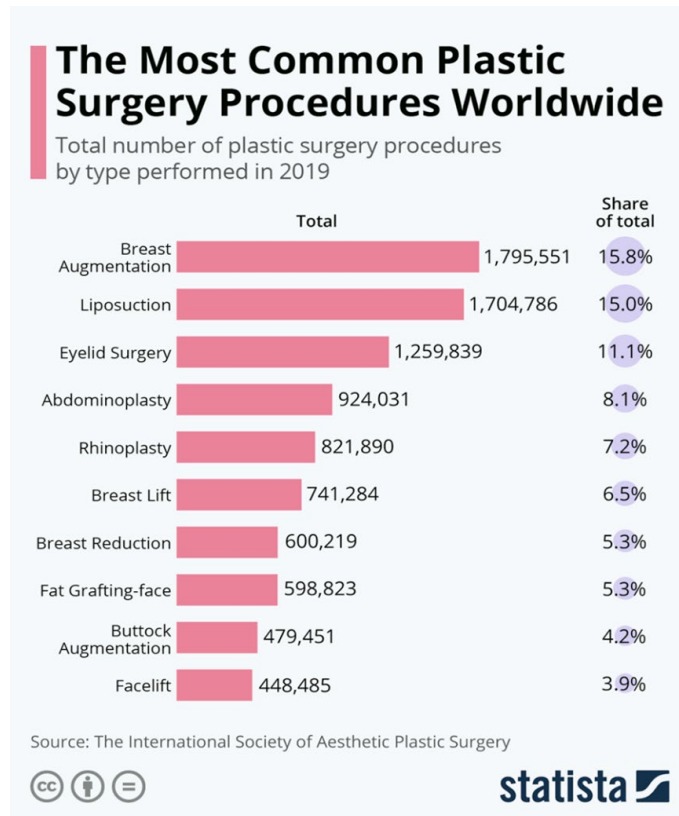 The Most Common Plastic
Surgery Procedures Worldwide
Total number of plastic surgery procedures
by type performed in 2019
Total
Share
of total
Breast
Augmentation
1,795,551
15.8%
Liposuction
1,704,786
15.0%
Eyelid Surgery
1,259,839
11.1%
Abdominoplasty
924,031
8.1%
Rhinoplasty
821,890
7.2%
Breast Lift
741,284
6.5%
Breast Reduction
600,219
5.3%
Fat Grafting-face
598,823
5.3%
Buttock
Augmentation
479,451
4.2%
Facelift
448,485
3.9%
Source: The International Society of Aesthetic Plastic Surgery
cc
=
statista